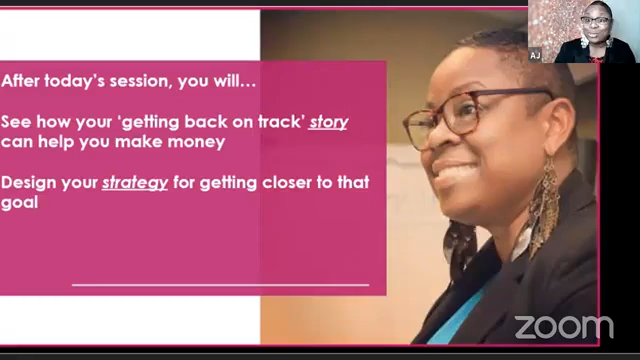 After today's session, you will...
See how your 'getting back on track' story
can help you make money
Design your strategy for getting closer to that
goal
AJ
zoom